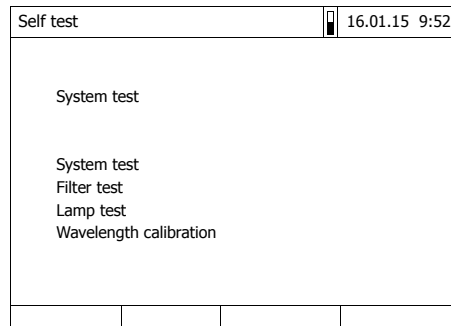 Self test 16.01.15 9:52
System test
System test
Filter test
Lamp test
Wavelength calibration